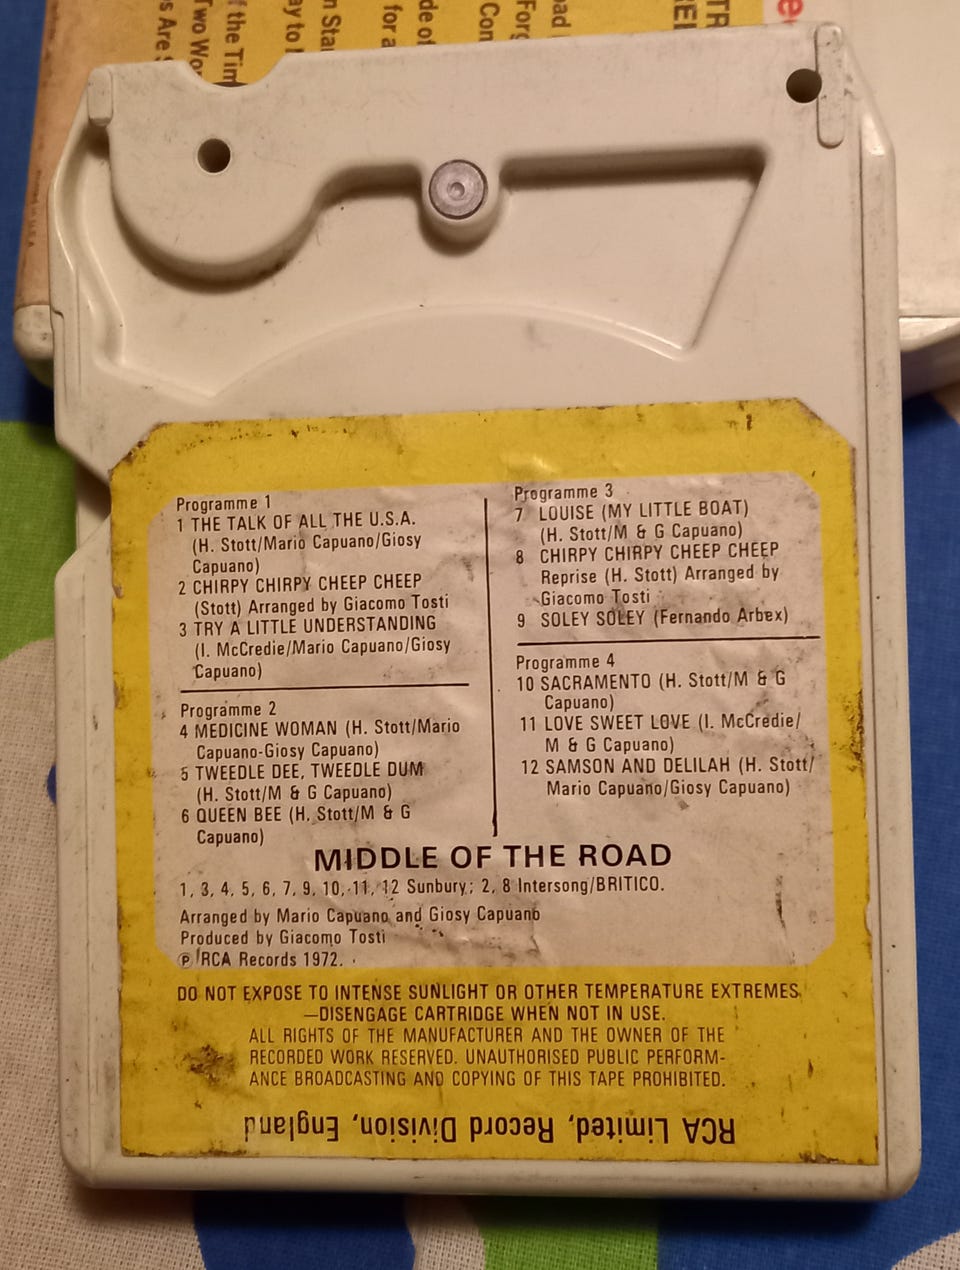 Programme 1
1 THE TALK OF ALL THE U.S.A.
(H. Stott/Mario Capuano/Giosy
Capuano)
2 CHIRPY CHIRPY CHEEP CHEEP
(Stott) Arranged by Giacomo Tosti
3 TRY A LITTLE UNDERSTANDING
(I. McCredie/Mario Capuano/Giosy
Capuano)
Programme 2
4 MEDICINE WOMAN (H. Stott/Mario
Capuano-Giosy Capuano)
5 TWEEDLE DEE, TWEEDLE DUM
(H. Stott/M & G Capuano)
6 QUEEN BEE (H. Stott/M & G
Capuano)
Programme 3
7 LOUISE (MY LITTLE BOAT)
(H. Stott/M & G Capuano)
8 CHIRPY CHIRPY CHEEP CHEEP
Reprise (H. Stott) Arranged by
Giacomo Tosti
9 SOLEY SOLEY (Fernando Arbex)
Programme 4
10 SACRAMENTO (H. Stott/M & G
Capuano)
11 LOVE SWEET LOVE (I. McCredie/
M & G Capuano)
12 SAMSON AND DELILAH (H. Stott/
Mario Capuano/Giosy Capuano)
MIDDLE OF THE ROAD
1, 3, 4, 5, 6, 7, 9, 10, 11, 12 Sunbury; 2, 8 Intersong/BRITICO.
Arranged by Mario Capuano and Giosy Capuano
Produced by Giacomo Tosti
℗ RCA Records 1972.
DO NOT EXPOSE TO INTENSE SUNLIGHT OR OTHER TEMPERATURE EXTREMES
—DISENGAGE CARTRIDGE WHEN NOT IN USE.
ALL RIGHTS OF THE MANUFACTURER AND THE OWNER OF THE
RECORDED WORK RESERVED. UNAUTHORISED PUBLIC PERFORM-
ANCE BROADCASTING AND COPYING OF THIS TAPE PROHIBITED.
RCA Limited, Record Division, England